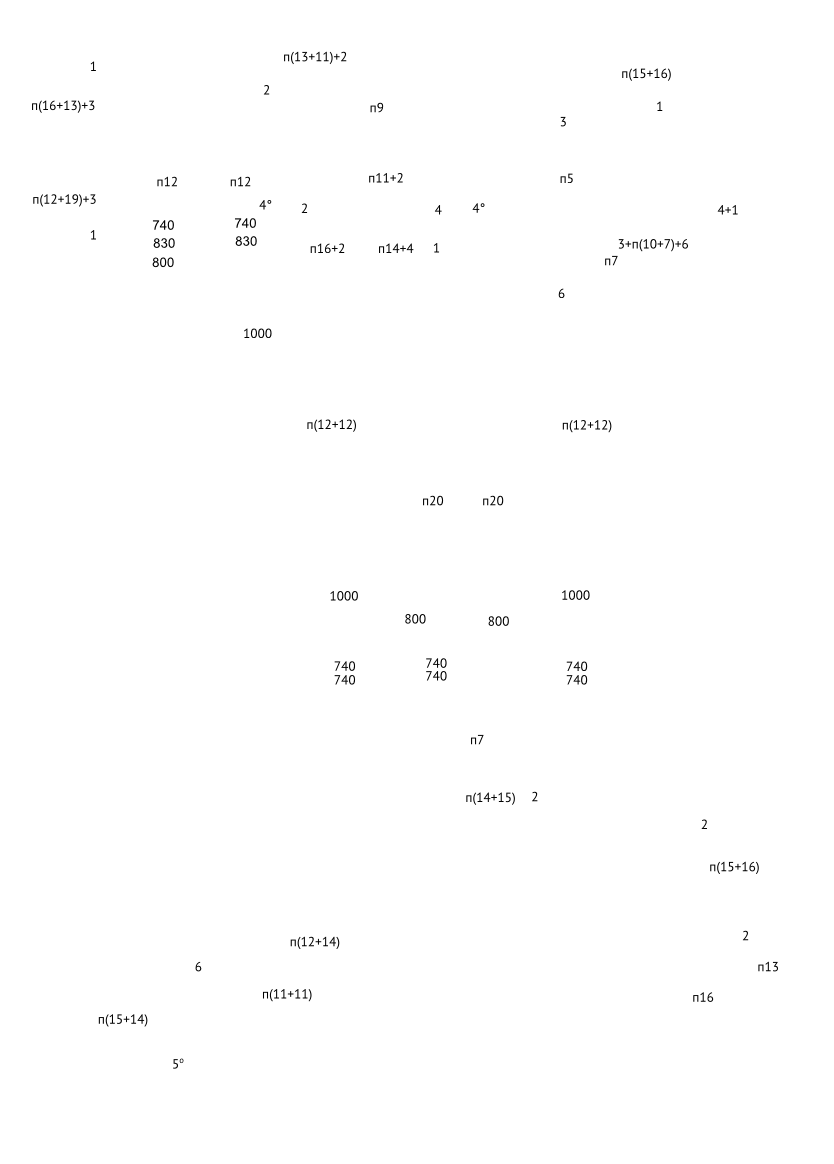 п(13+11)+2
1
п(15+16)
2
п(16+13)+3
п9
1
3
п12 п12 п11+2 п5
п(12+19)+3
4° 2 4 4° 4+1
740 740
1
830 830
п16+2 п14+4 1
3+п(10+7)+6
800
п7
6
1000
п(12+12) п(12+12)
п20 п20
1000 1000
800 800
740 740 740
740 740 740
п7
п(14+15) 2
2
п(15+16)
2
п(12+14)
6
п13
п(11+11)
п16
п(15+14)
5°